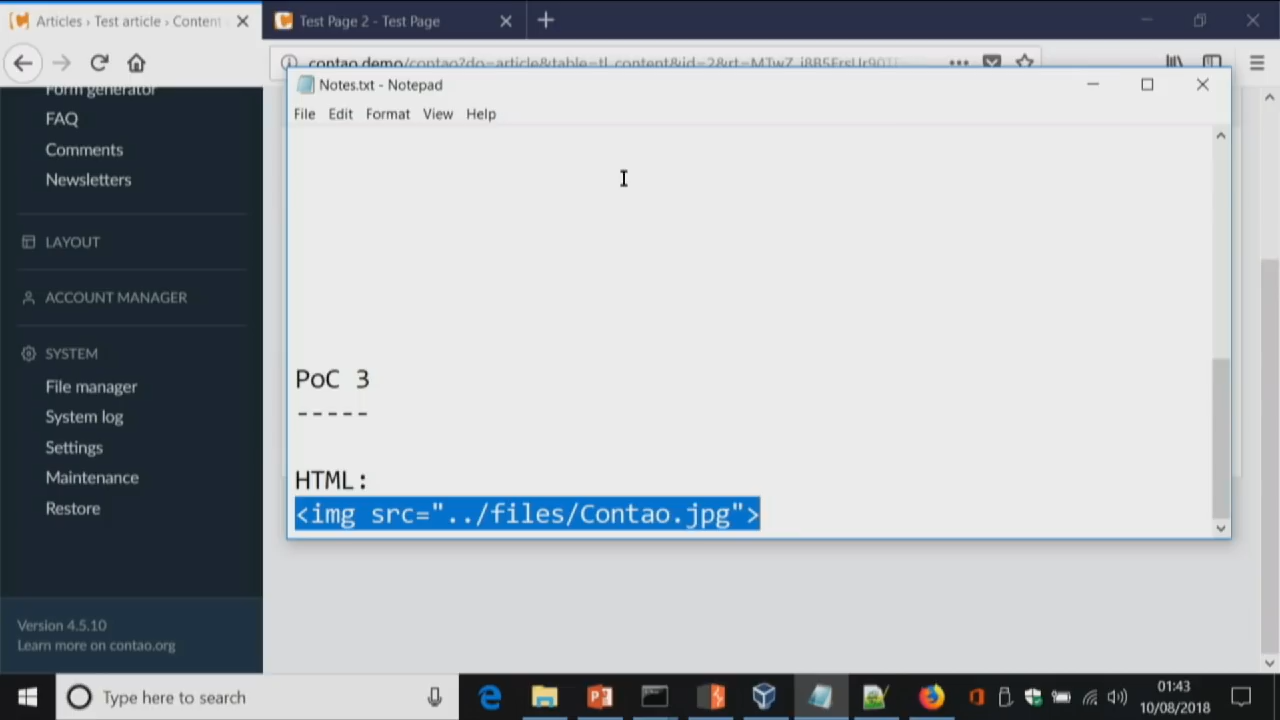 Articles › Test article › Content
Test Page 2 - Test Page
Notes.txt - Notepad
File Edit Format View Help
PoC 3
-----
HTML:
<img src="../files/Contao.jpg">
Form generator
FAQ
Comments
Newsletters
LAYOUT
ACCOUNT MANAGER
SYSTEM
File manager
System log
Settings
Maintenance
Restore
Version 4.5.10
Learn more on contao.org
Type here to search
01:43
10/08/2018